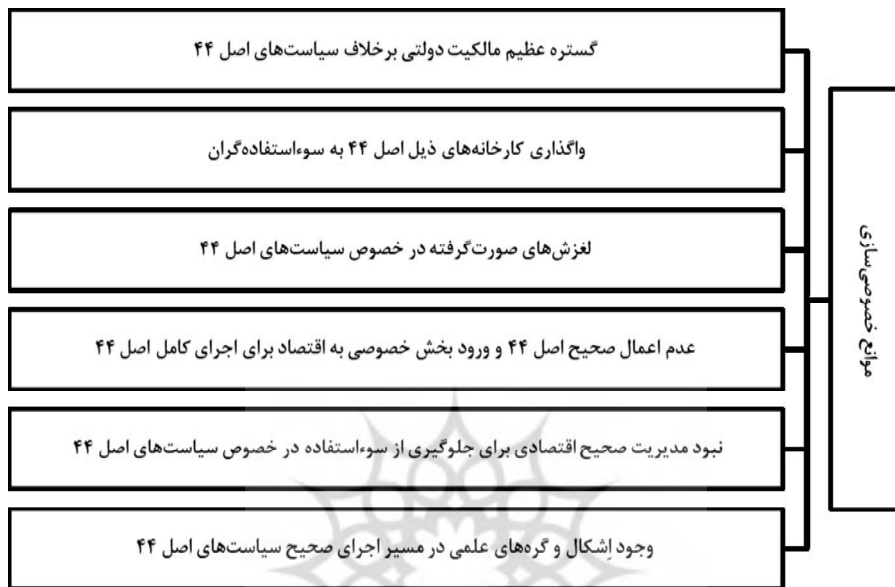 موانع خصوصی‌سازی
گستره عظیم مالکیت دولتی برخلاف سیاست‌های اصل ۴۴
واگذاری کارخانه‌های ذیل اصل ۴۴ به سوءاستفاده‌گران
لغزش‌های صورت‌گرفته در خصوص سیاست‌های اصل ۴۴
عدم اعمال صحیح اصل ۴۴ و ورود بخش خصوصی به اقتصاد برای اجرای کامل اصل ۴۴
نبود مدیریت صحیح اقتصادی برای جلوگیری از سوءاستفاده در خصوص سیاست‌های اصل ۴۴
وجود اِشکال و گره‌های علمی در مسیر اجرای صحیح سیاست‌های اصل ۴۴